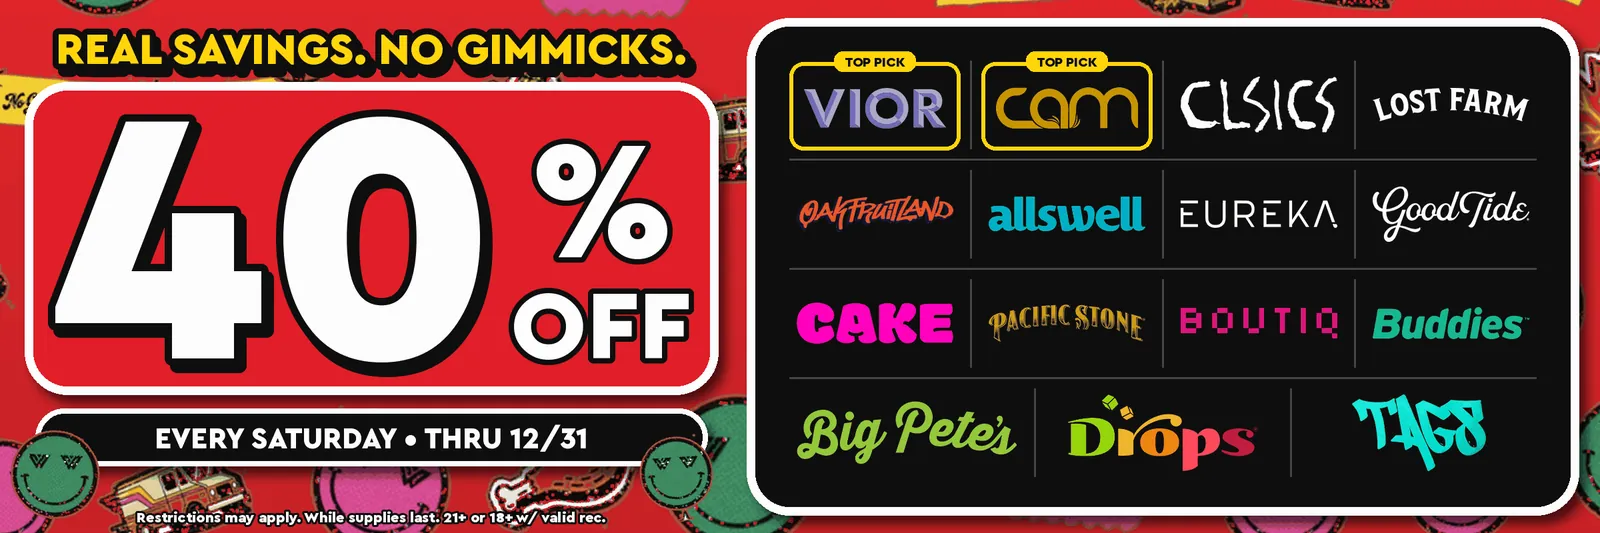 REAL SAVINGS. NO GIMMICKS.
40% OFF
EVERY SATURDAY • THRU 12/31
Restrictions may apply. While supplies last. 21+ or 18+ w/ valid rec.
TOP PICK
VIOR
TOP PICK
cam
CLSICS
LOST FARM
OAKFRUITLAND
allswell
EUREKA
Good Tide
CAKE
PACIFIC STONE
BOUTIQ
Buddies™
Big Pete's
Drops
TAGS